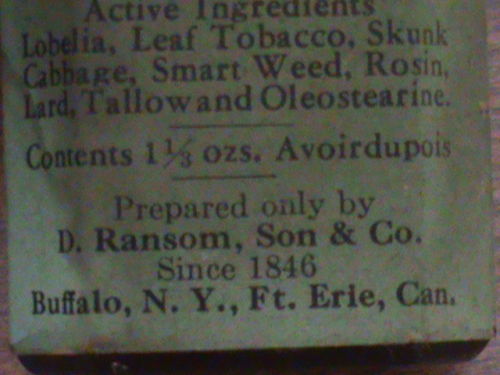 Active Ingredients
Lobelia, Leaf Tobacco, Skunk
Cabbage, Smart Weed, Rosin,
Lard, Tallow and Oleostearine.
Contents 1⅓ ozs. Avoirdupois
Prepared only by
D. Ransom, Son & Co.
Since 1846
Buffalo, N. Y., Ft. Erie, Can.